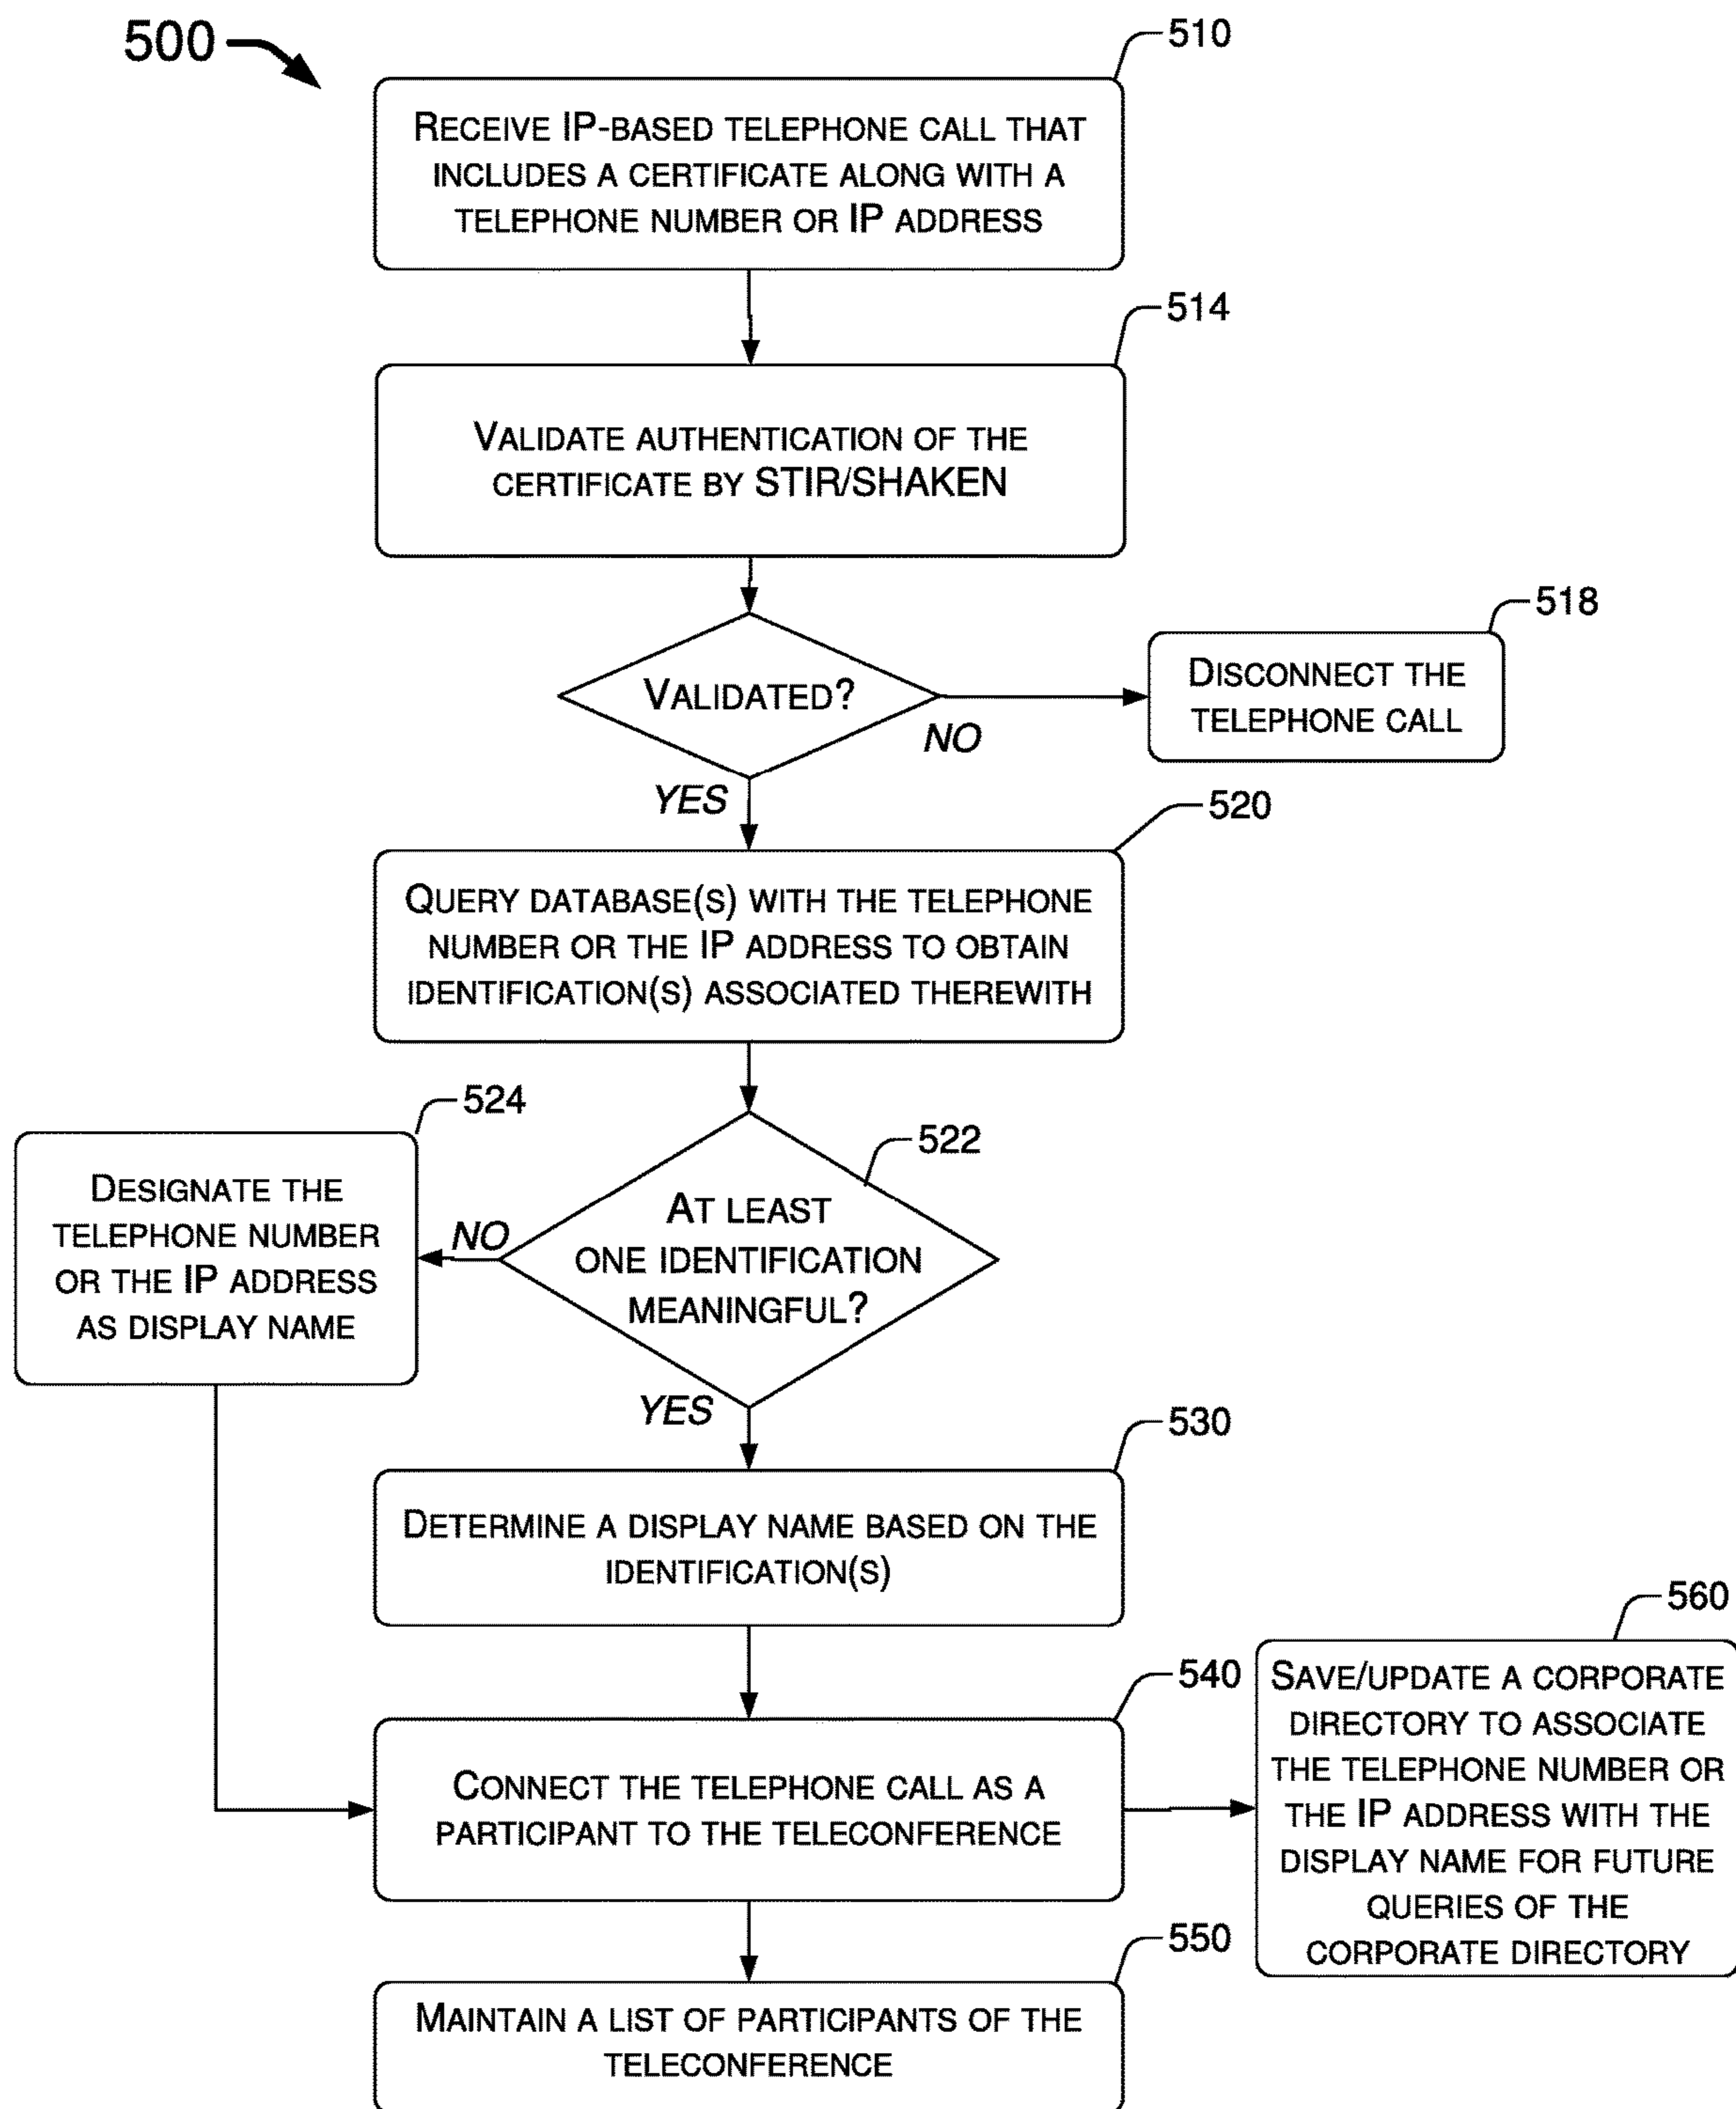 500
510
RECEIVE IP-BASED TELEPHONE CALL THAT
INCLUDES A CERTIFICATE ALONG WITH A
TELEPHONE NUMBER OR IP ADDRESS
514
VALIDATE AUTHENTICATION OF THE
CERTIFICATE BY STIR/SHAKEN
VALIDATED?
NO
YES
518
DISCONNECT THE
TELEPHONE CALL
520
QUERY DATABASE(S) WITH THE TELEPHONE
NUMBER OR THE IP ADDRESS TO OBTAIN
IDENTIFICATION(S) ASSOCIATED THEREWITH
522
AT LEAST
ONE IDENTIFICATION
MEANINGFUL?
NO
YES
524
DESIGNATE THE
TELEPHONE NUMBER
OR THE IP ADDRESS
AS DISPLAY NAME
530
DETERMINE A DISPLAY NAME BASED ON THE
IDENTIFICATION(S)
540
CONNECT THE TELEPHONE CALL AS A
PARTICIPANT TO THE TELECONFERENCE
560
SAVE/UPDATE A CORPORATE
DIRECTORY TO ASSOCIATE
THE TELEPHONE NUMBER OR
THE IP ADDRESS WITH THE
DISPLAY NAME FOR FUTURE
QUERIES OF THE
CORPORATE DIRECTORY
550
MAINTAIN A LIST OF PARTICIPANTS OF THE
TELECONFERENCE